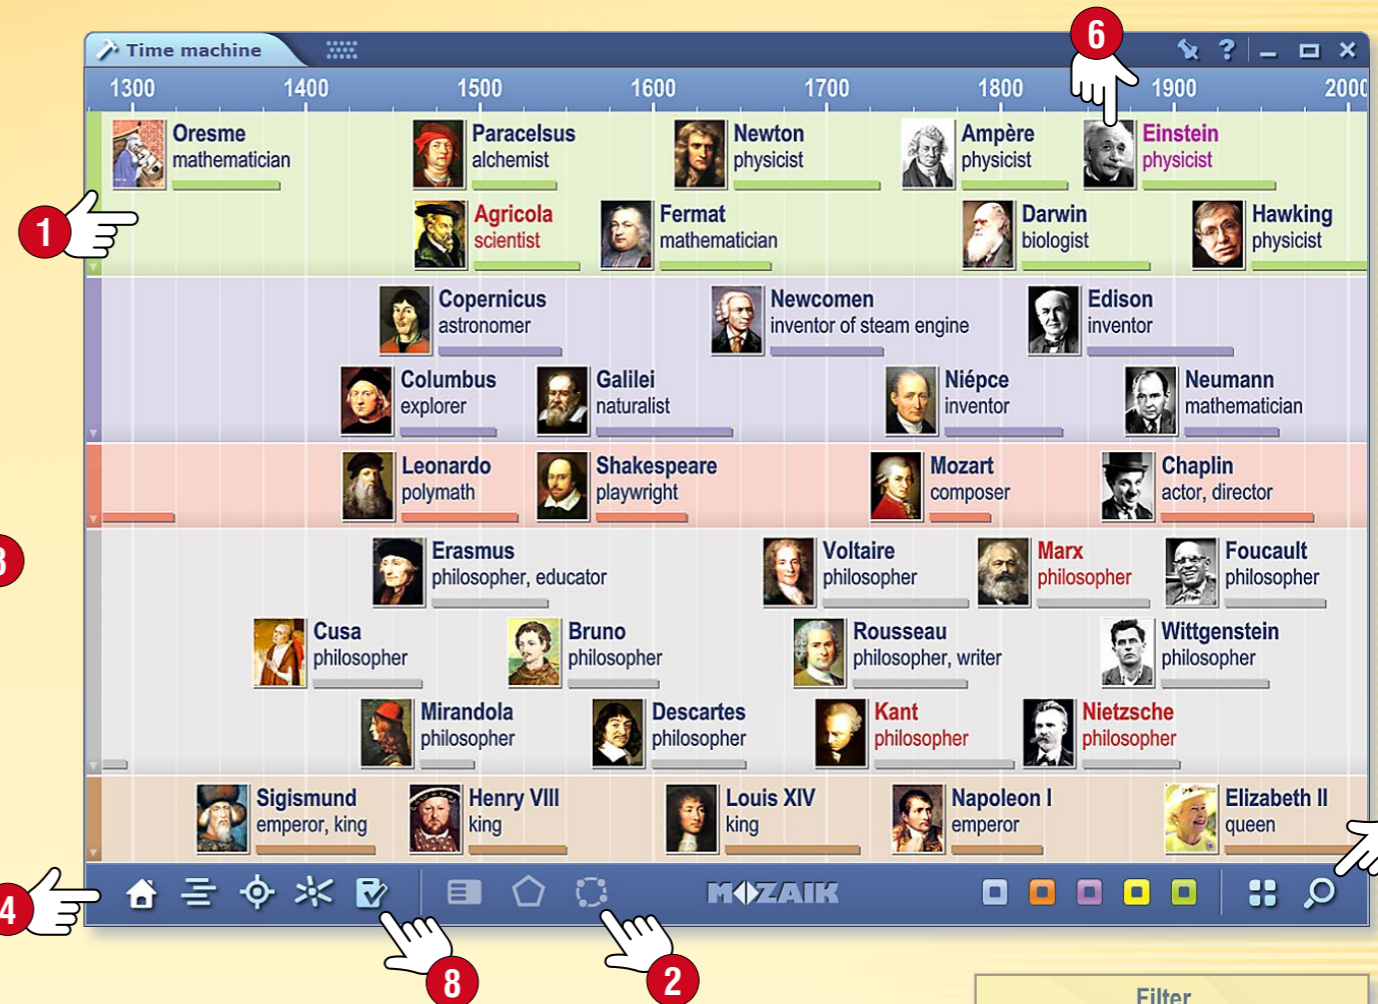 6
Time machine
?
1300 1400 1500 1600 1700 1800 1900 2000
Oresme
mathematician
Paracelsus
alchemist
Newton
physicist
Ampère
physicist
Einstein
physicist
1
Agricola
scientist
Fermat
mathematician
Darwin
biologist
Hawking
physicist
Copernicus
astronomer
Newcomen
inventor of steam engine
Edison
inventor
Columbus
explorer
Galilei
naturalist
Niépce
inventor
Neumann
mathematician
Leonardo
polymath
Shakespeare
playwright
Mozart
composer
Chaplin
actor, director
Erasmus
philosopher, educator
Voltaire
philosopher
Marx
philosopher
Foucault
philosopher
Cusa
philosopher
Bruno
philosopher
Rousseau
philosopher, writer
Wittgenstein
philosopher
Mirandola
philosopher
Descartes
philosopher
Kant
philosopher
Nietzsche
philosopher
Sigismund
emperor, king
Henry VIII
king
Louis XIV
king
Napoleon I
emperor
Elizabeth II
queen
4
MOZAIK
8
2
Filter